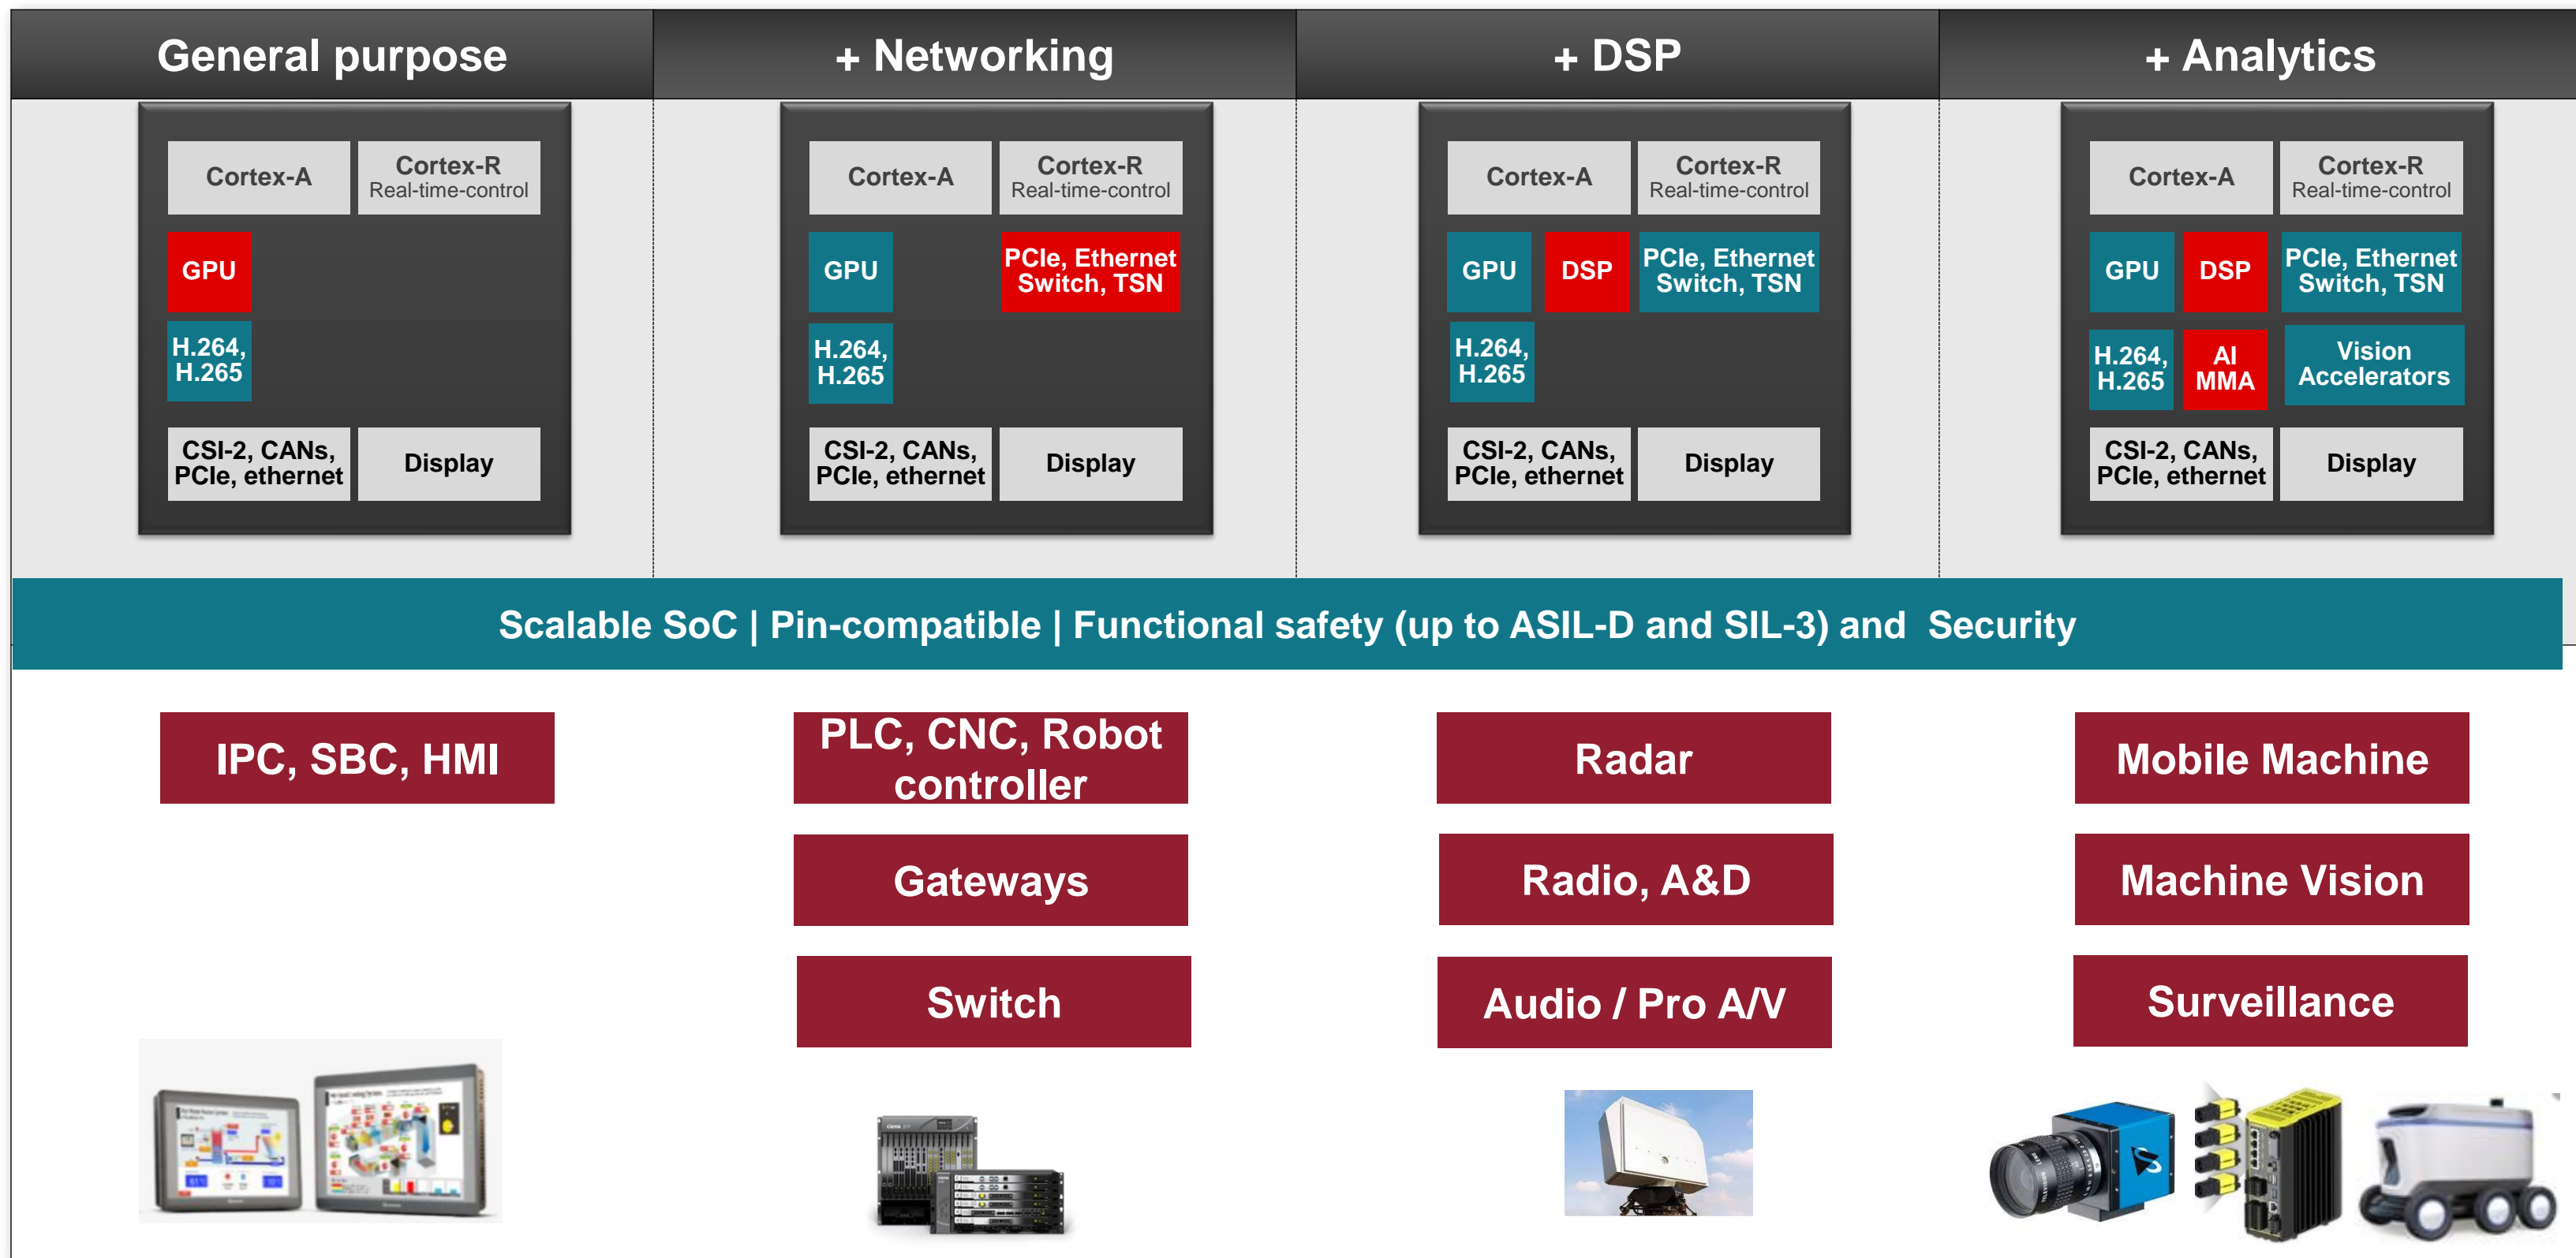 General purpose
+ Networking
+ DSP
+ Analytics
Cortex-A
Cortex-R
Real-time-control
GPU
H.264,
H.265
CSI-2, CANs,
PCIe, ethernet
Display
Cortex-A
Cortex-R
Real-time-control
GPU
PCIe, Ethernet
Switch, TSN
H.264,
H.265
CSI-2, CANs,
PCIe, ethernet
Display
Cortex-A
Cortex-R
Real-time-control
GPU
DSP
PCIe, Ethernet
Switch, TSN
H.264,
H.265
CSI-2, CANs,
PCIe, ethernet
Display
Cortex-A
Cortex-R
Real-time-control
GPU
DSP
PCIe, Ethernet
Switch, TSN
H.264,
H.265
AI
MMA
Vision
Accelerators
CSI-2, CANs,
PCIe, ethernet
Display
Scalable SoC | Pin-compatible | Functional safety (up to ASIL-D and SIL-3) and Security
IPC, SBC, HMI
PLC, CNC, Robot
controller
Gateways
Switch
Radar
Radio, A&D
Audio / Pro A/V
Mobile Machine
Machine Vision
Surveillance